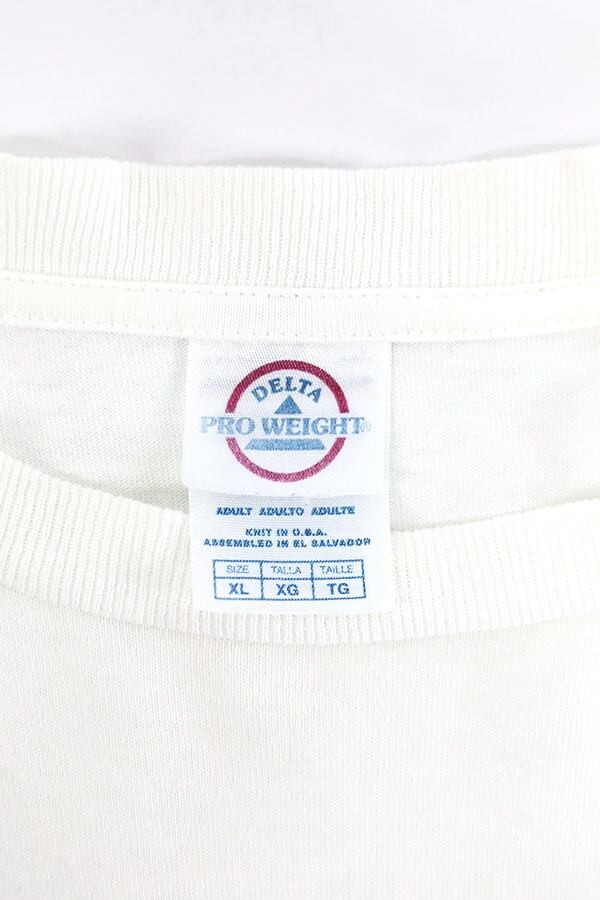 DELTA
PRO WEIGHT®
ADULT ADULTO ADULTE
KNIT IN U.S.A.
ASSEMBLED IN EL SALVADOR
SIZE TALLA TAILLE
XL XG TG